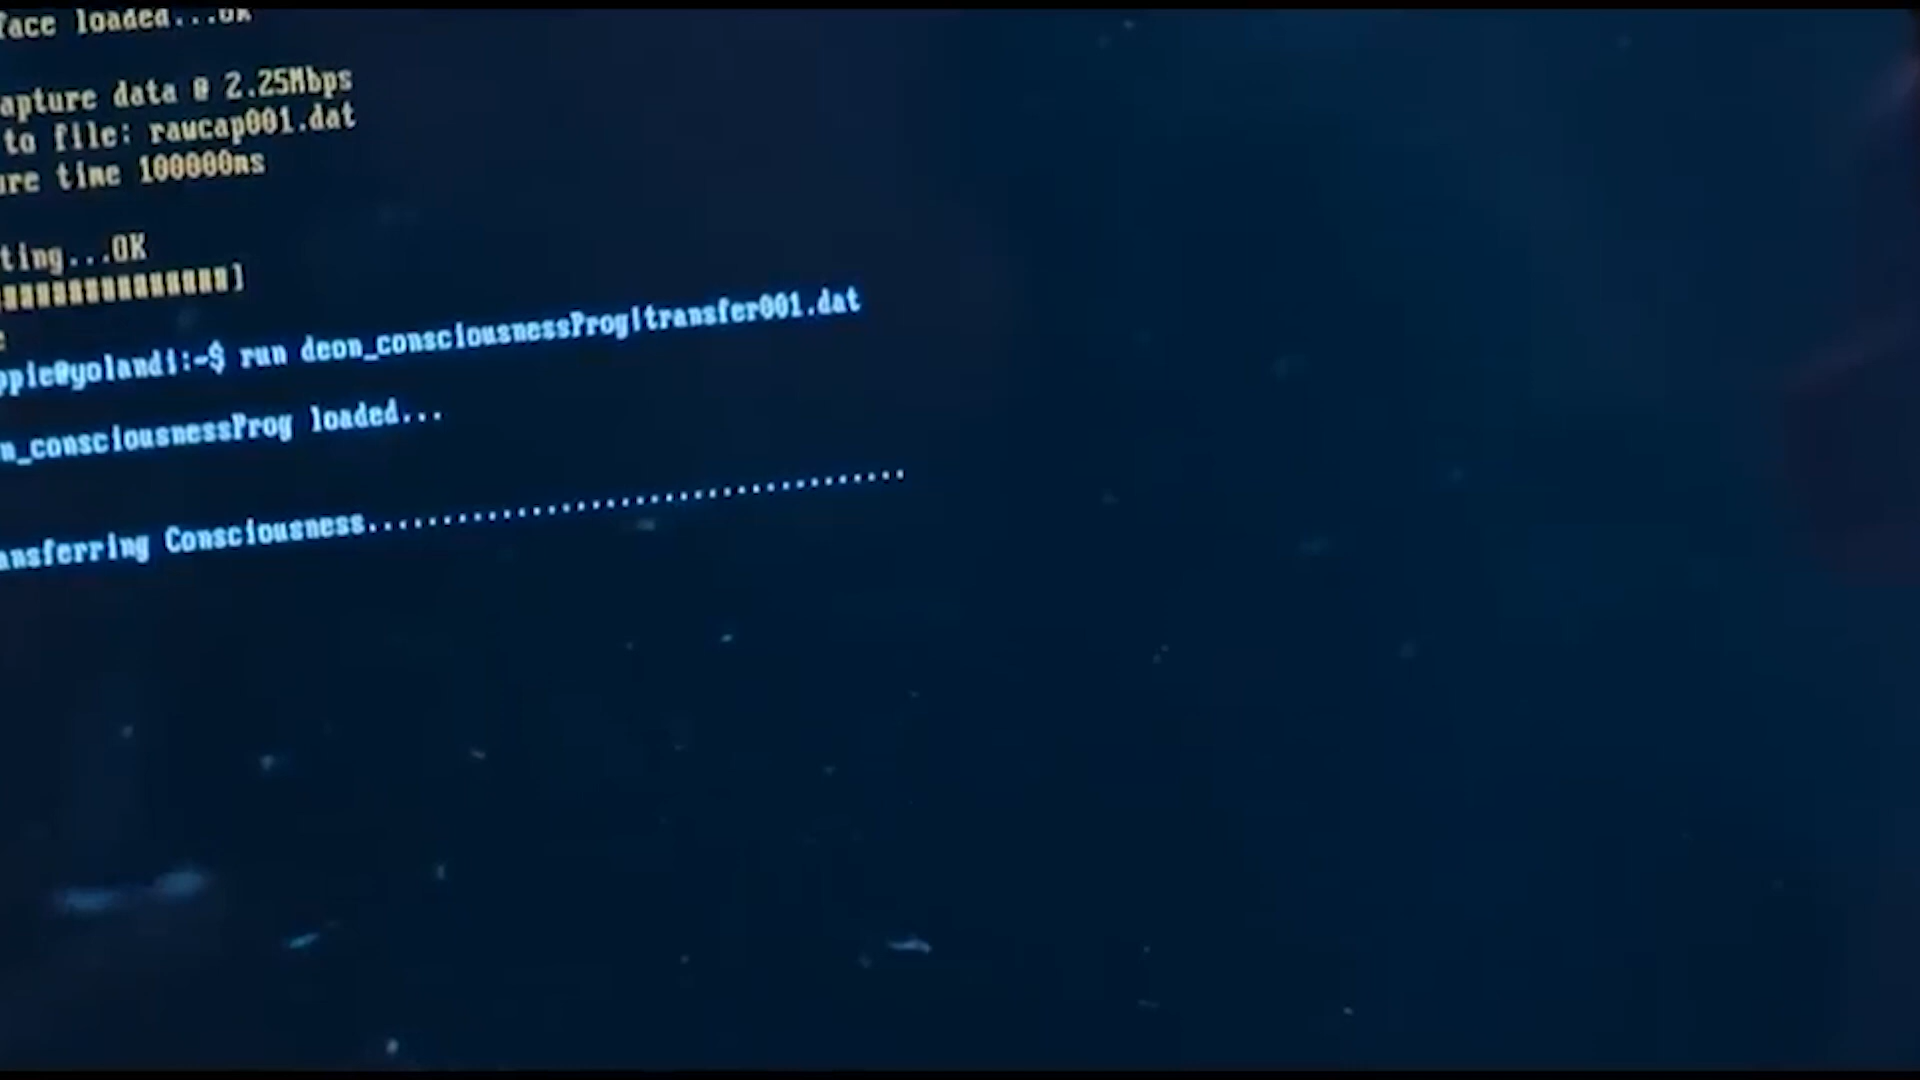 face loaded...OK
apture data @ 2.25Mbps
to file: rawcap001.dat
ure time 100000ms
ting...OK
]
ppie@yolandi:~$ run deon_consciousnessProg|transfer001.dat
n_consciousnessProg loaded...
ansferring Consciousness.....................................